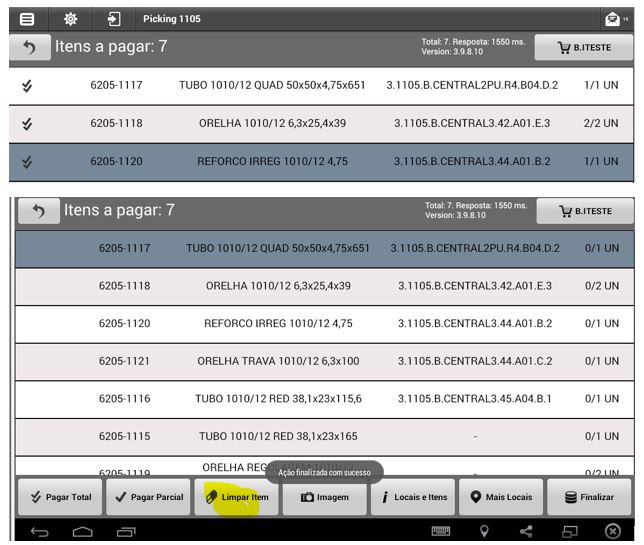 Picking 1105
Itens a pagar: 7
Total: 7. Resposta: 1550 ms.
Version: 3.9.8.10
B.ITESTE
6205-1117 TUBO 1010/12 QUAD 50x50x4,75x651 3.1105.B.CENTRAL2PU.R4.B04.D.2 1/1 UN
6205-1118 ORELHA 1010/12 6,3x25,4x39 3.1105.B.CENTRAL3.42.A01.E.3 2/2 UN
6205-1120 REFORCO IRREG 1010/12 4,75 3.1105.B.CENTRAL3.44.A01.B.2 1/1 UN
Itens a pagar: 7
Total: 7. Resposta: 1550 ms.
Version: 3.9.8.10
B.ITESTE
6205-1117 TUBO 1010/12 QUAD 50x50x4,75x651 3.1105.B.CENTRAL2PU.R4.B04.D.2 0/1 UN
6205-1118 ORELHA 1010/12 6,3x25,4x39 3.1105.B.CENTRAL3.42.A01.E.3 0/2 UN
6205-1120 REFORCO IRREG 1010/12 4,75 3.1105.B.CENTRAL3.44.A01.B.2 0/1 UN
6205-1121 ORELHA TRAVA 1010/12 6,3x100 3.1105.B.CENTRAL3.44.A01.C.2 0/1 UN
6205-1116 TUBO 1010/12 RED 38,1x23x115,6 3.1105.B.CENTRAL3.45.A04.B.1 0/1 UN
6205-1115 TUBO 1010/12 RED 38,1x23x165 - 0/1 UN
6205-1119 ORELHA REGULAGEM 1010/12 - 0/2 UN
Ação finalizada com sucesso
Pagar Total Pagar Parcial Limpar Item Imagem Locais e Itens Mais Locais Finalizar